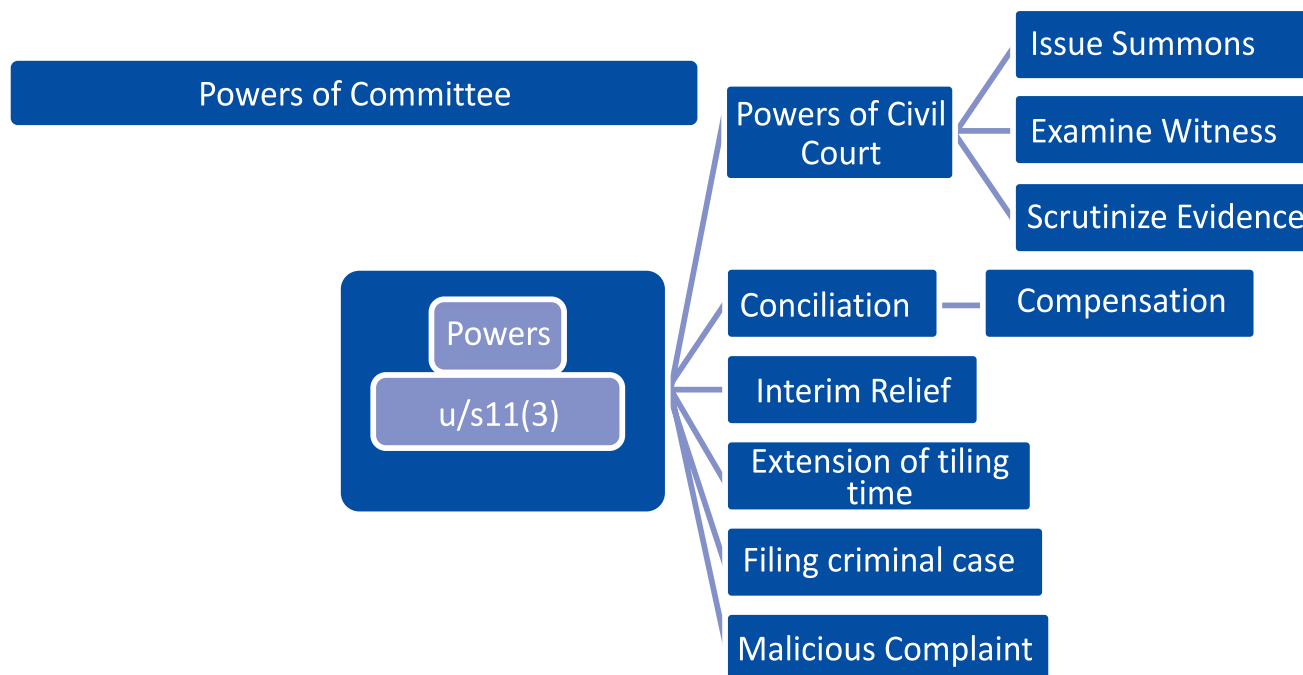 Powers of Committee
Powers
u/s11(3)
Powers of Civil
Court
Issue Summons
Examine Witness
Scrutinize Evidence
Conciliation
Compensation
Interim Relief
Extension of tiling
time
Filing criminal case
Malicious Complaint